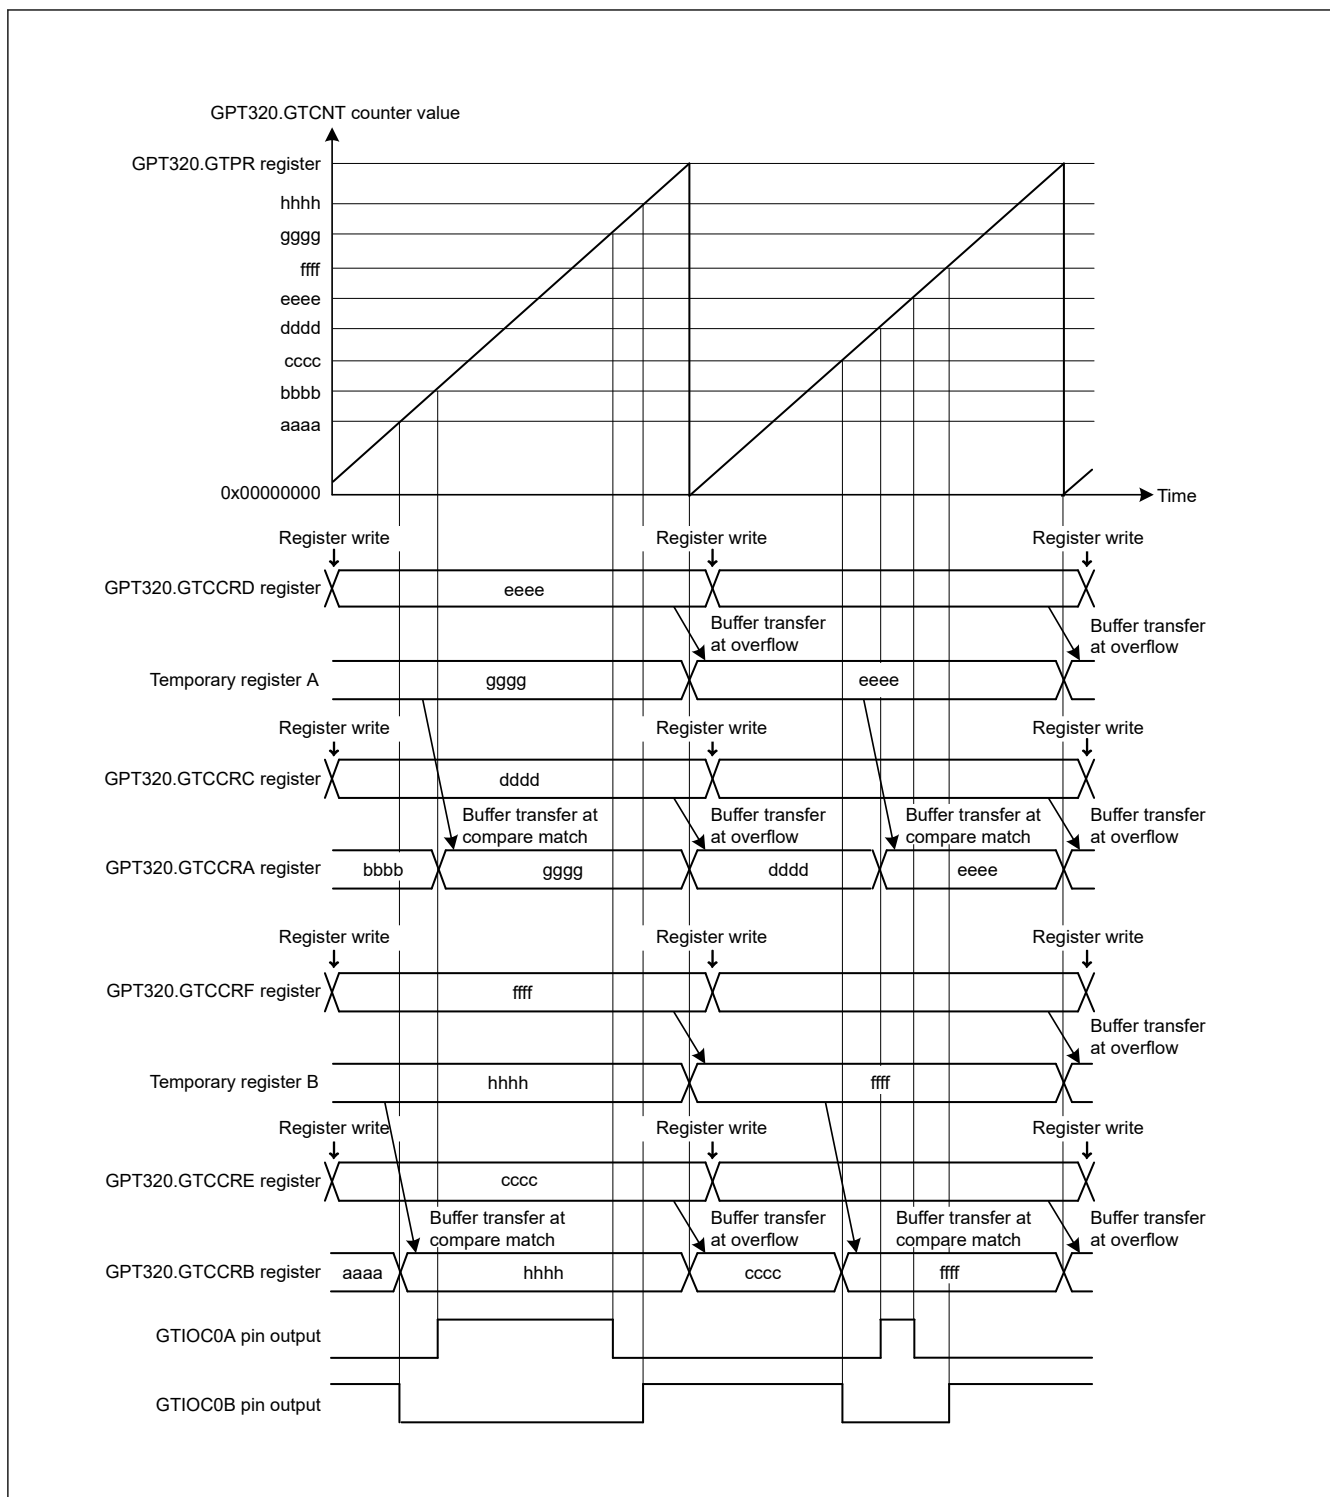 GPT320.GTCNT counter value
GPT320.GTPR register
hhhh
gggg
ffff
eeee
dddd
cccc
bbbb
aaaa
0x00000000
Time
Register write
Register write
Register write
GPT320.GTCCRD register
eeee
Buffer transfer
at overflow
Buffer transfer
at overflow
Temporary register A
gggg
eeee
Register write
Register write
Register write
GPT320.GTCCRC register
dddd
Buffer transfer at
compare match
Buffer transfer
at overflow
Buffer transfer at
compare match
Buffer transfer
at overflow
GPT320.GTCCRA register
bbbb
gggg
dddd
eeee
Register write
Register write
Register write
GPT320.GTCCRF register
ffff
Buffer transfer
at overflow
Temporary register B
hhhh
ffff
Register write
Register write
Register write
GPT320.GTCCRE register
cccc
Buffer transfer at
compare match
Buffer transfer
at overflow
Buffer transfer at
compare match
Buffer transfer
at overflow
GPT320.GTCCRB register
aaaa
hhhh
cccc
ffff
GTIOC0A pin output
GTIOC0B pin output